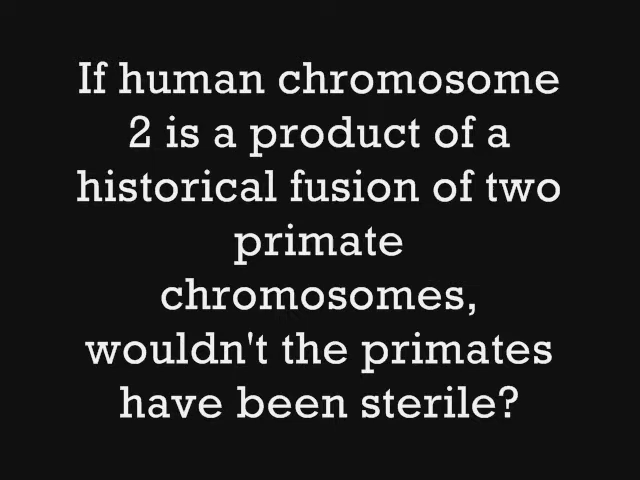 If human chromosome
2 is a product of a
historical fusion of two
primate
chromosomes,
wouldn't the primates
have been sterile?